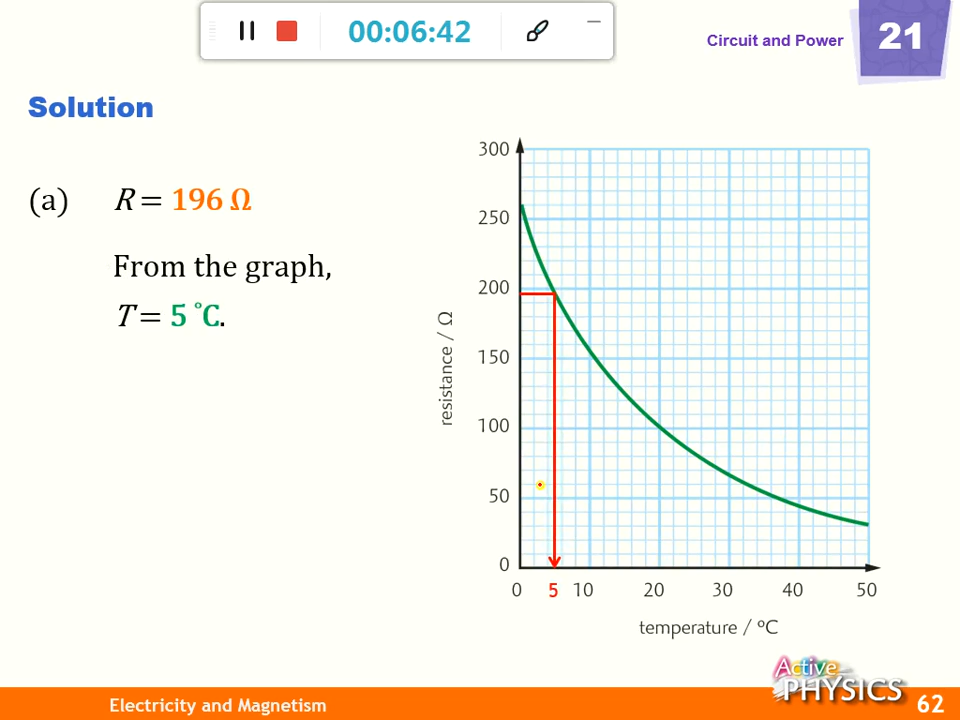 00:06:42
Circuit and Power
21
Solution
(a) R = 196 Ω
From the graph,
T = 5 °C.
300
250
200
150
100
50
0
resistance / Ω
0 5 10 20 30 40 50
temperature / ºC
Active
PHYSICS
Electricity and Magnetism
62